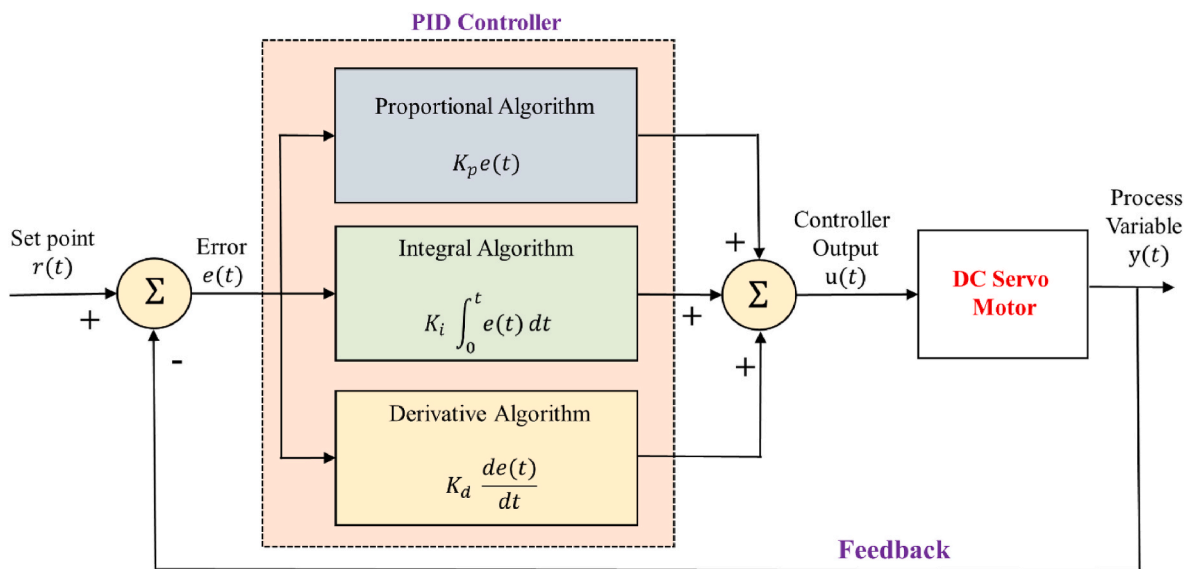 PID Controller
Proportional Algorithm
K_p e(t)
Set point
r(t)
+
-
Σ
Error
e(t)
Integral Algorithm
K_i ∫_0^t e(t) dt
Derivative Algorithm
K_d de(t)/dt
+
+
+
Σ
Controller
Output
u(t)
DC Servo
Motor
Process
Variable
y(t)
Feedback